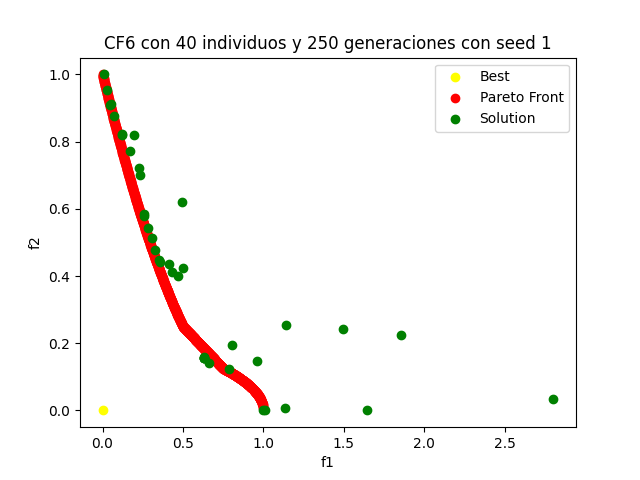 CF6 con 40 individuos y 250 generaciones con seed 1
Best
Pareto Front
Solution
1.0
0.8
0.6
0.4
0.2
0.0
f2
0.0 0.5 1.0 1.5 2.0 2.5
f1